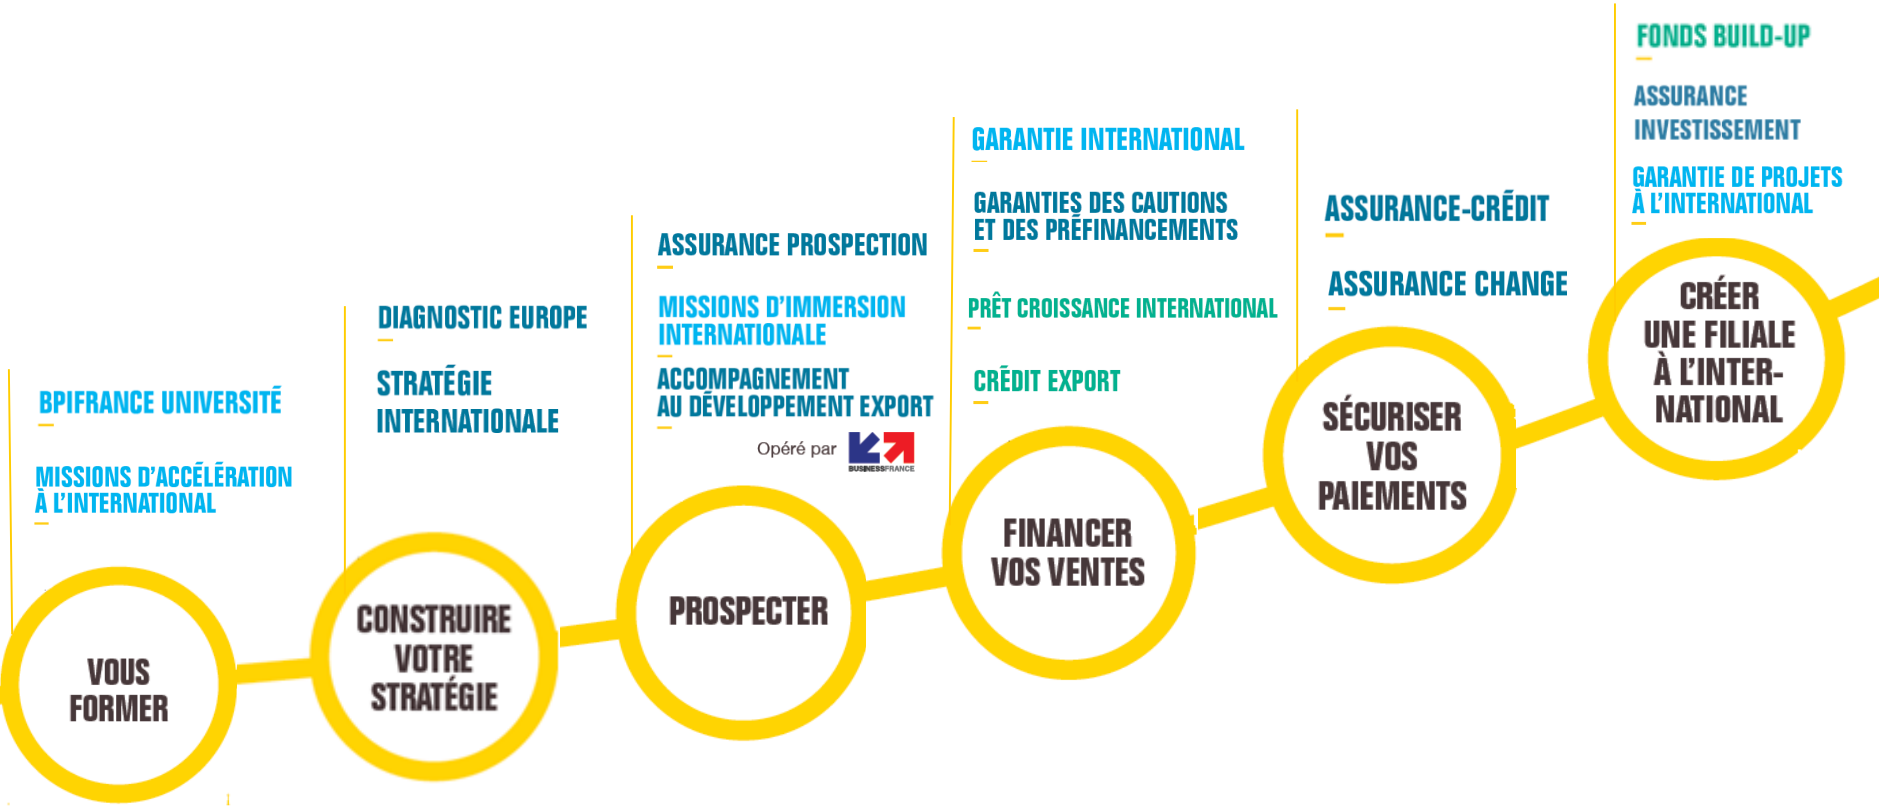 BPIFRANCE UNIVERSITÉ
MISSIONS D'ACCÉLÉRATION
À L'INTERNATIONAL
VOUS
FORMER
DIAGNOSTIC EUROPE
STRATÉGIE
INTERNATIONALE
CONSTRUIRE
VOTRE
STRATÉGIE
ASSURANCE PROSPECTION
MISSIONS D'IMMERSION
INTERNATIONALE
ACCOMPAGNEMENT
AU DÉVELOPPEMENT EXPORT
Opéré par
BUSINESSFRANCE
PROSPECTER
GARANTIE INTERNATIONAL
GARANTIES DES CAUTIONS
ET DES PRÉFINANCEMENTS
PRÊT CROISSANCE INTERNATIONAL
CRÉDIT EXPORT
FINANCER
VOS VENTES
ASSURANCE-CRÉDIT
ASSURANCE CHANGE
SÉCURISER
VOS
PAIEMENTS
FONDS BUILD-UP
ASSURANCE
INVESTISSEMENT
GARANTIE DE PROJETS
À L'INTERNATIONAL
CRÉER
UNE FILIALE
À L'INTER-
NATIONAL